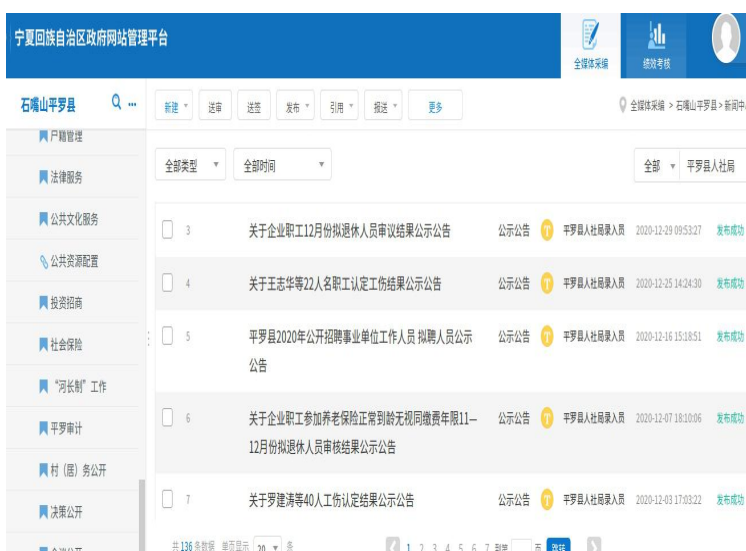 宁夏回族自治区政府网站管理平台
全媒体采编
绩效考核
石嘴山平罗县
新建 送审 送签 发布 引用 报送 更多
全媒体采编 > 石嘴山平罗县 > 新闻中
户籍管理
法律服务
公共文化服务
公共资源配置
投资招商
社会保险
“河长制”工作
平罗审计
村（居）务公开
决策公开
全部类型 全部时间 全部 平罗县人社局
3 关于企业职工12月份拟退休人员审议结果公示公告 公示公告 平罗县人社局录入员 2020-12-29 09:53:27 发布成功
4 关于王志华等22人名职工认定工伤结果公示公告 公示公告 平罗县人社局录入员 2020-12-25 14:24:30 发布成功
5 平罗县2020年公开招聘事业单位工作人员 拟聘人员公示 公示公告 平罗县人社局录入员 2020-12-16 15:18:51 发布成功
公告
6 关于企业职工参加养老保险正常到龄无视同缴费年限11— 公示公告 平罗县人社局录入员 2020-12-07 18:10:06 发布成功
12月份拟退休人员审核结果公示公告
7 关于罗建涛等40人工伤认定结果公示公告 公示公告 平罗县人社局录入员 2020-12-03 17:03:22 发布成功
共 136 条数据 单页显示 20 条 1 2 3 4 5 6 7 到第 页 跳转